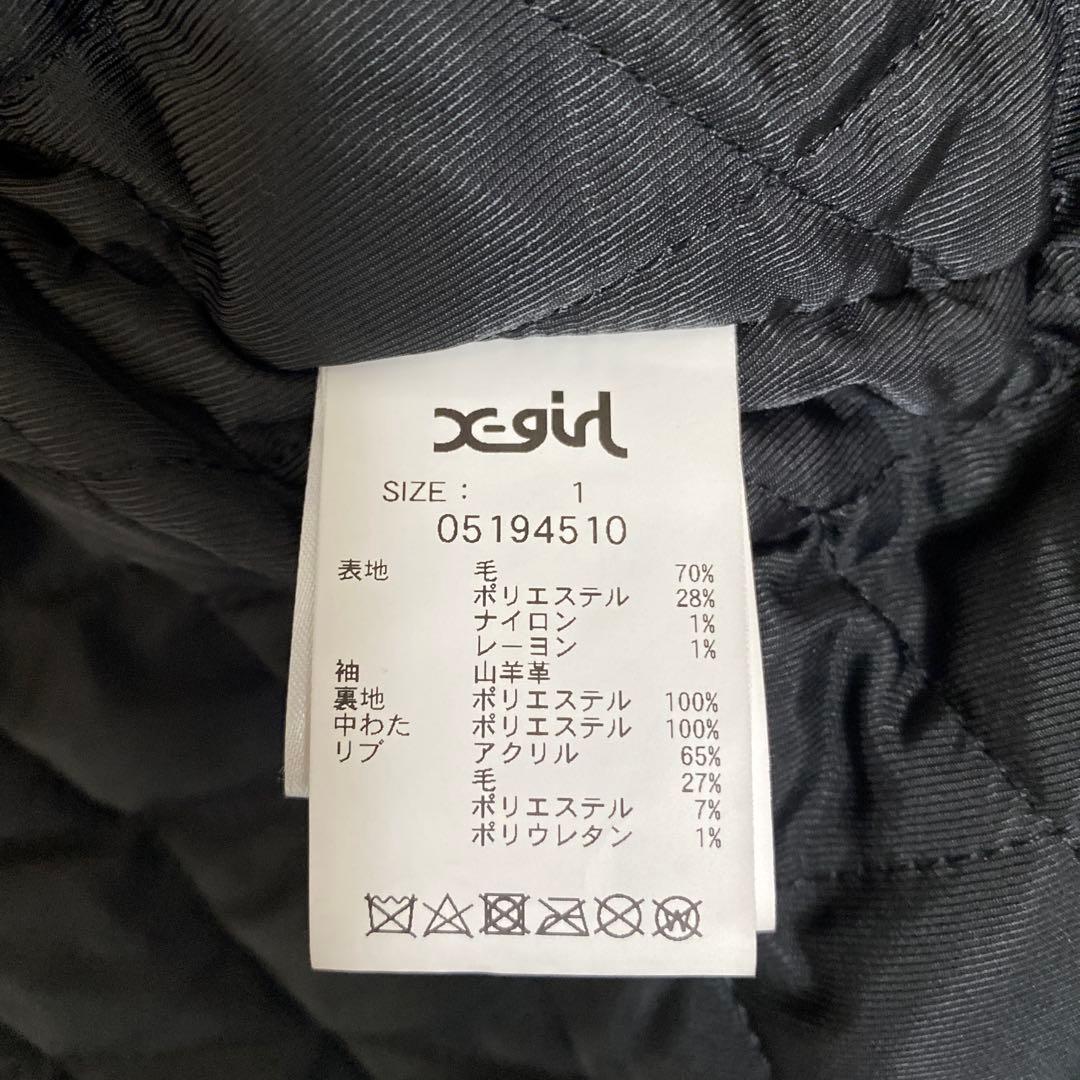 X-girl
SIZE : 1
05194510
表地 毛 70%
ポリエステル 28%
ナイロン 1%
レーヨン 1%
袖 山羊革
裏地 ポリエステル 100%
中わた ポリエステル 100%
リブ アクリル 65%
毛 27%
ポリエステル 7%
ポリウレタン 1%
W